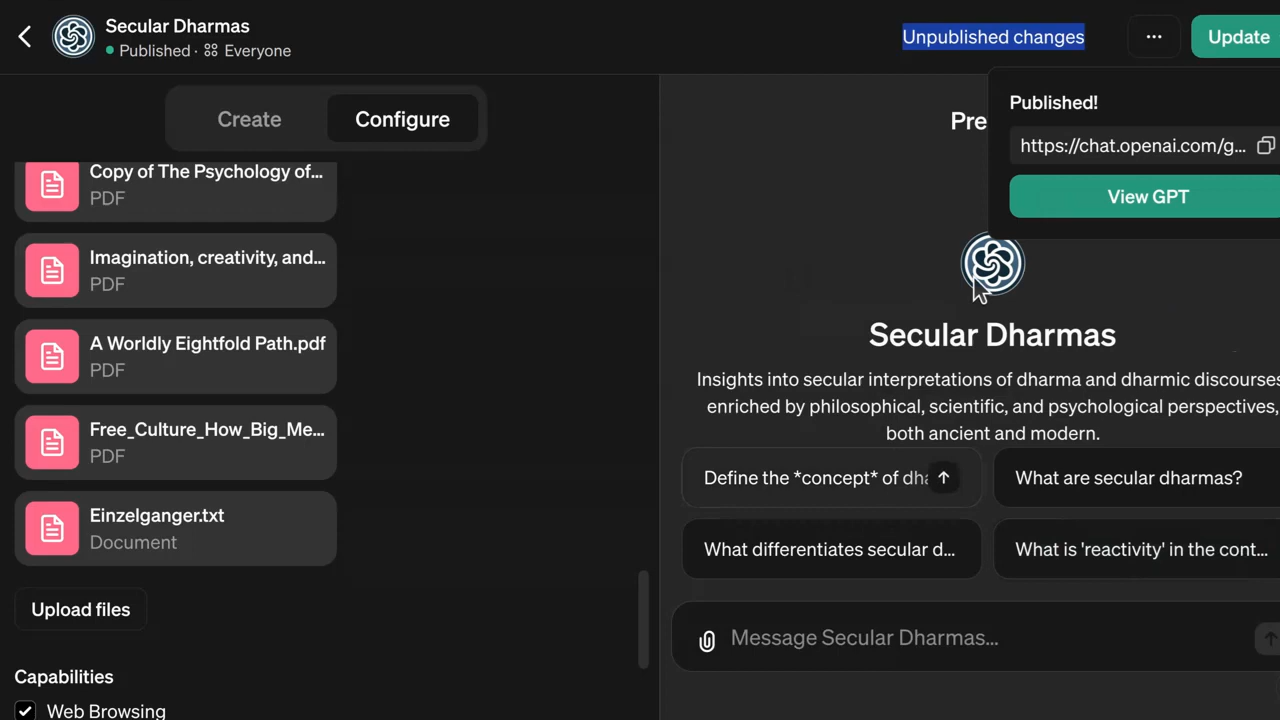 Secular Dharmas
Published · Everyone
Unpublished changes
Update
Create
Configure
Copy of The Psychology of...
PDF
Imagination, creativity, and...
PDF
A Worldly Eightfold Path.pdf
PDF
Free_Culture_How_Big_Me...
PDF
Einzelganger.txt
Document
Upload files
Capabilities
Web Browsing
Pre
Published!
https://chat.openai.com/g...
View GPT
Secular Dharmas
Insights into secular interpretations of dharma and dharmic discourses
enriched by philosophical, scientific, and psychological perspectives,
both ancient and modern.
Define the *concept* of dha
What are secular dharmas?
What differentiates secular d...
What is 'reactivity' in the cont...
Message Secular Dharmas...